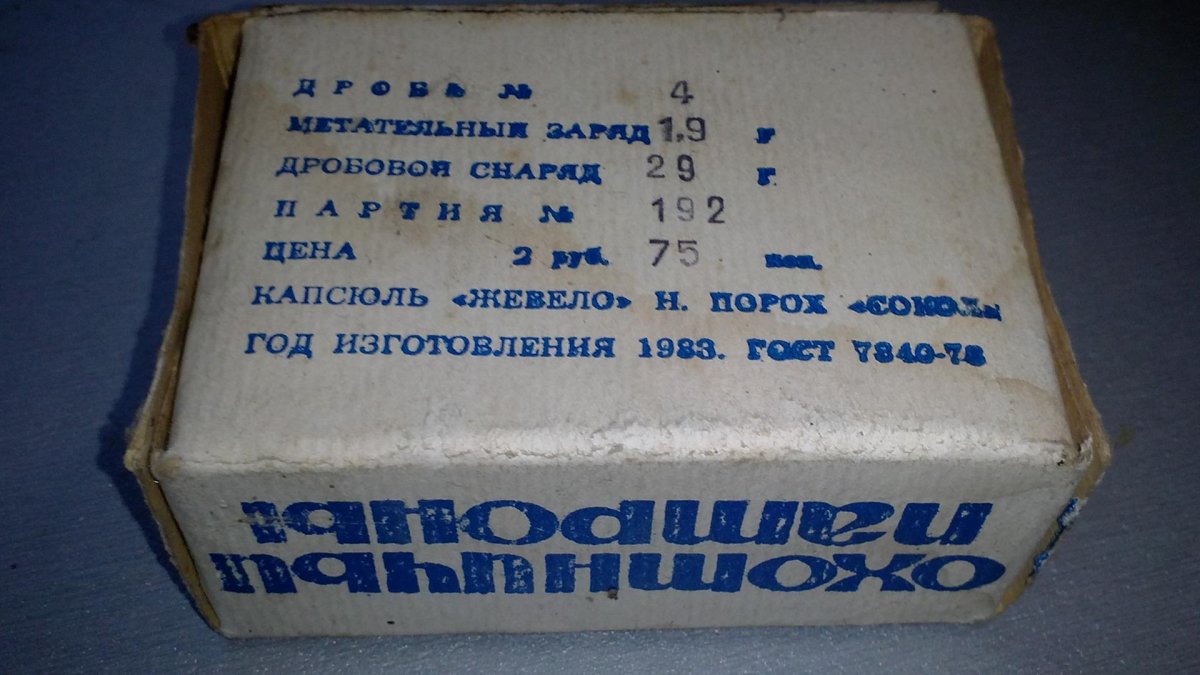 ДРОБЬ № 4
МЕТАТЕЛЬНЫЙ ЗАРЯД 1,9 г
ДРОБОВОЙ СНАРЯД 29 г
ПАРТИЯ № 192
ЦЕНА 2 руб. 75 коп.
КАПСЮЛЬ «ЖЕВЕЛО» Н. ПОРОХ «СОКОЛ»
ГОД ИЗГОТОВЛЕНИЯ 1983. ГОСТ 7840-78
охотничьи
патроны